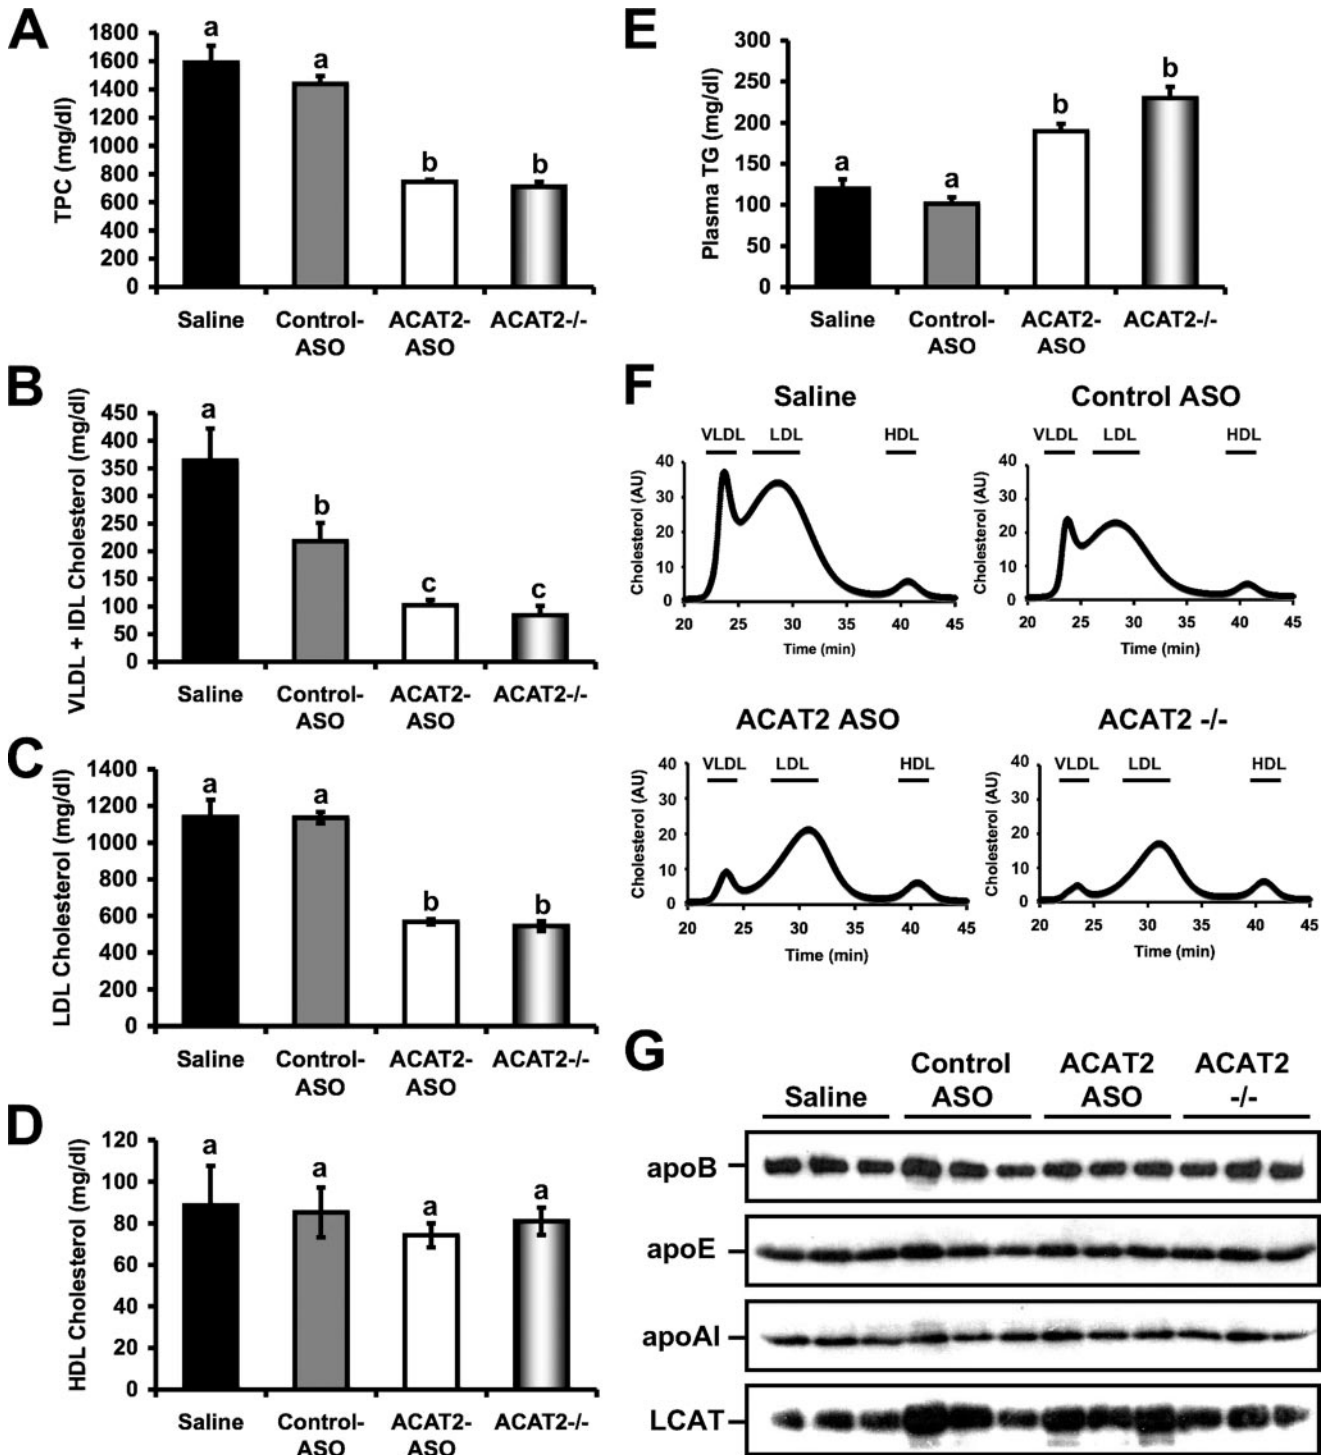 A
TPC (mg/dl)
1800
1600
1400
1200
1000
800
600
400
200
0
a
a
b
b
Saline
Control-
ASO
ACAT2-
ASO
ACAT2-/-
B
VLDL + IDL Cholesterol (mg/dl)
450
400
350
300
250
200
150
100
50
0
a
b
c
c
Saline
Control-
ASO
ACAT2-
ASO
ACAT2-/-
C
LDL Cholesterol (mg/dl)
1400
1200
1000
800
600
400
200
0
a
a
b
b
Saline
Control-
ASO
ACAT2-
ASO
ACAT2-/-
D
HDL Cholesterol (mg/dl)
120
100
80
60
40
20
0
a
a
a
a
Saline
Control-
ASO
ACAT2-
ASO
ACAT2-/-
E
Plasma TG (mg/dl)
300
250
200
150
100
50
0
a
a
b
b
Saline
Control-
ASO
ACAT2-
ASO
ACAT2-/-
F
Saline
VLDL LDL HDL
Cholesterol (AU)
40
30
20
10
0
20 25 30 35 40 45
Time (min)
Control ASO
VLDL LDL HDL
Cholesterol (AU)
40
30
20
10
0
20 25 30 35 40 45
Time (min)
ACAT2 ASO
VLDL LDL HDL
Cholesterol (AU)
40
30
20
10
0
20 25 30 35 40 45
Time (min)
ACAT2 -/-
VLDL LDL HDL
Cholesterol (AU)
40
30
20
10
0
20 25 30 35 40 45
Time (min)
G
Saline
Control
ASO
ACAT2
ASO
ACAT2
-/-
apoB
apoE
apoAI
LCAT